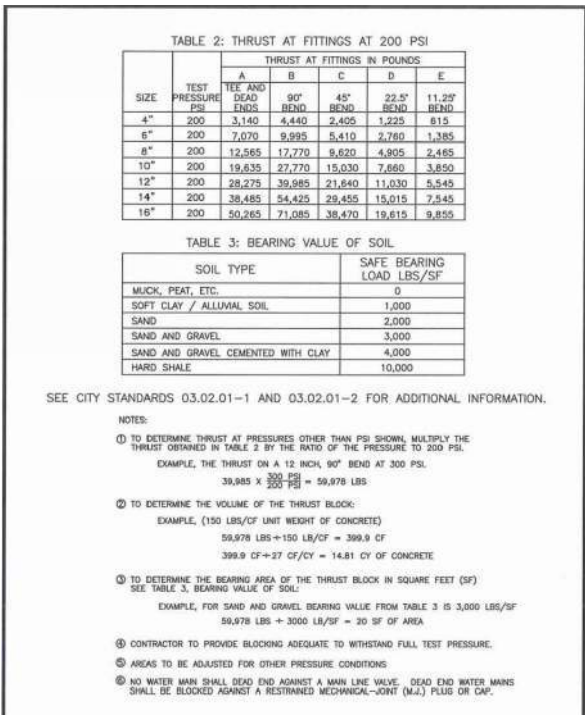 TABLE 2: THRUST AT FITTINGS AT 200 PSI
THRUST AT FITTINGS IN POUNDS
A B C D E
SIZE TEST PRESSURE PSI TEE AND DEAD ENDS 90° BEND 45° BEND 22.5° BEND 11.25° BEND
4" 200 3,140 4,440 2,405 1,225 615
6" 200 7,070 9,995 5,410 2,760 1,385
8" 200 12,565 17,770 9,620 4,905 2,465
10" 200 19,635 27,770 15,030 7,660 3,850
12" 200 28,275 39,985 21,640 11,030 5,545
14" 200 38,485 54,425 29,455 15,015 7,545
16" 200 50,265 71,085 38,470 19,615 9,855
TABLE 3: BEARING VALUE OF SOIL
SOIL TYPE SAFE BEARING LOAD LBS/SF
MUCK, PEAT, ETC. 0
SOFT CLAY / ALLUVIAL SOIL 1,000
SAND 2,000
SAND AND GRAVEL 3,000
SAND AND GRAVEL CEMENTED WITH CLAY 4,000
HARD SHALE 10,000
SEE CITY STANDARDS 03.02.01-1 AND 03.02.01-2 FOR ADDITIONAL INFORMATION.
NOTES:
① TO DETERMINE THRUST AT PRESSURES OTHER THAN PSI SHOWN, MULTIPLY THE
THRUST OBTAINED IN TABLE 2 BY THE RATIO OF THE PRESSURE TO 200 PSI.
EXAMPLE, THE THRUST ON A 12 INCH, 90° BEND AT 300 PSI.
39,985 X 300 PSI / 200 PSI = 59,978 LBS
② TO DETERMINE THE VOLUME OF THE THRUST BLOCK:
EXAMPLE, (150 LBS/CF UNIT WEIGHT OF CONCRETE)
59,978 LBS ÷ 150 LB/CF = 399.9 CF
399.9 CF ÷ 27 CF/CY = 14.81 CY OF CONCRETE
③ TO DETERMINE THE BEARING AREA OF THE THRUST BLOCK IN SQUARE FEET (SF)
SEE TABLE 3, BEARING VALUE OF SOIL:
EXAMPLE, FOR SAND AND GRAVEL BEARING VALUE FROM TABLE 3 IS 3,000 LBS/SF
59,978 LBS ÷ 3000 LB/SF = 20 SF OF AREA
④ CONTRACTOR TO PROVIDE BLOCKING ADEQUATE TO WITHSTAND FULL TEST PRESSURE.
⑤ AREAS TO BE ADJUSTED FOR OTHER PRESSURE CONDITIONS
⑥ NO WATER MAIN SHALL DEAD END AGAINST A MAIN LINE VALVE. DEAD END WATER MAINS
SHALL BE BLOCKED AGAINST A RESTRAINED MECHANICAL-JOINT (M.J.) PLUG OR CAP.